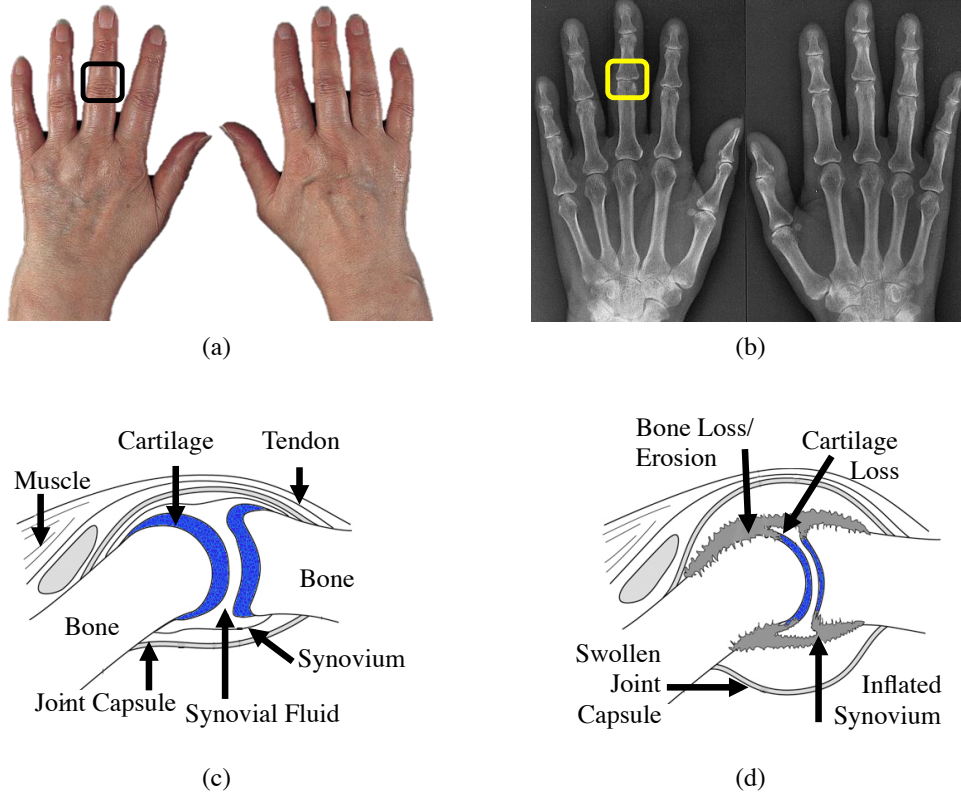 (a)
(b)
Cartilage
Tendon
Muscle
Bone
Bone
Synovium
Joint Capsule
Synovial Fluid
(c)
Bone Loss/
Erosion
Cartilage
Loss
Swollen
Joint
Capsule
Inflated
Synovium
(d)